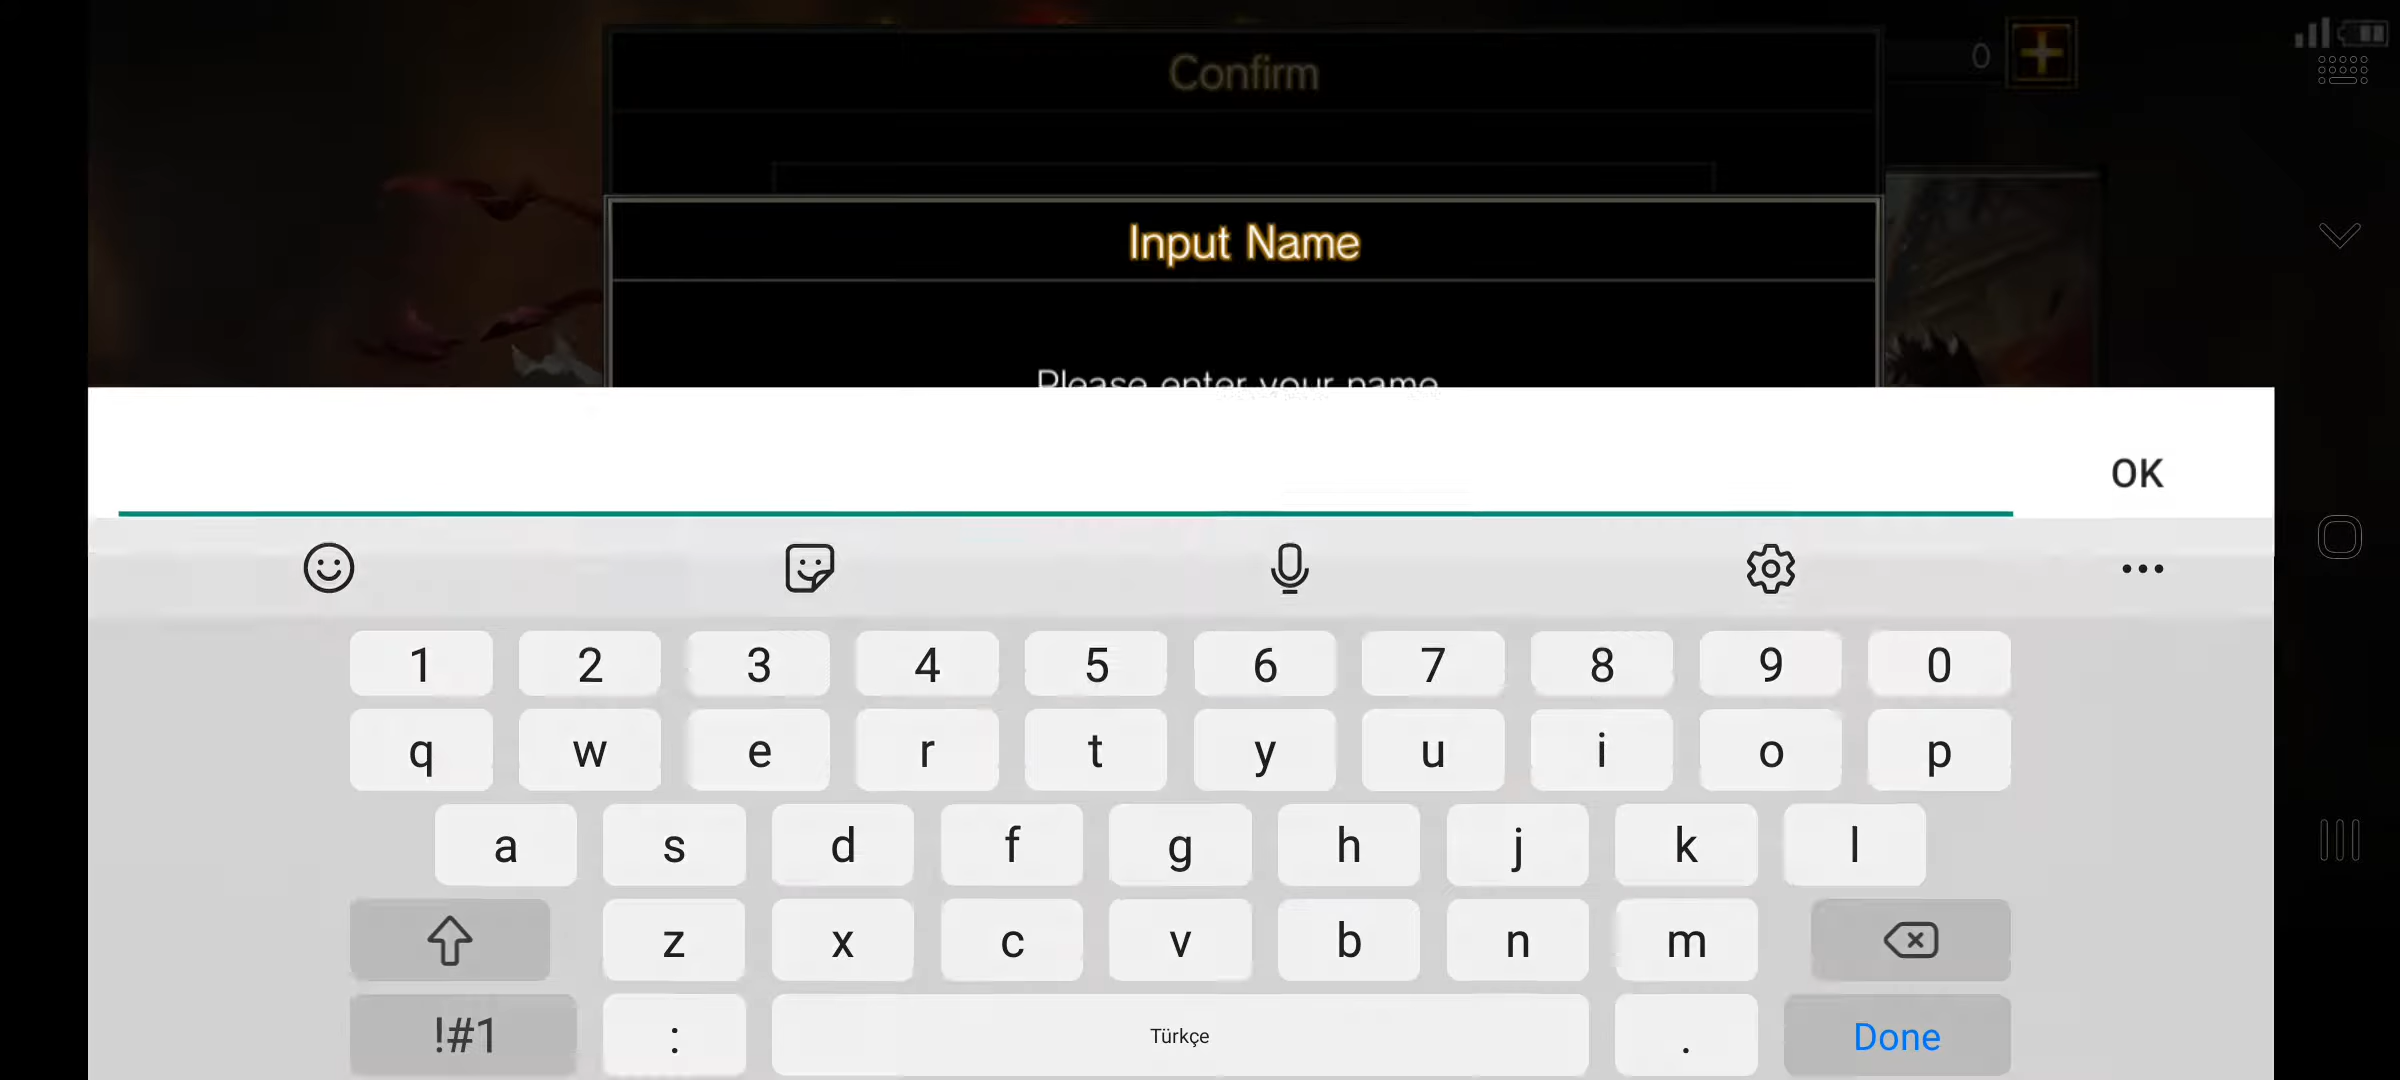 Confirm
0
Input Name
Please enter your name
OK
1 2 3 4 5 6 7 8 9 0
q w e r t y u i o p
a s d f g h j k l
z x c v b n m
!#1 : Türkçe . Done